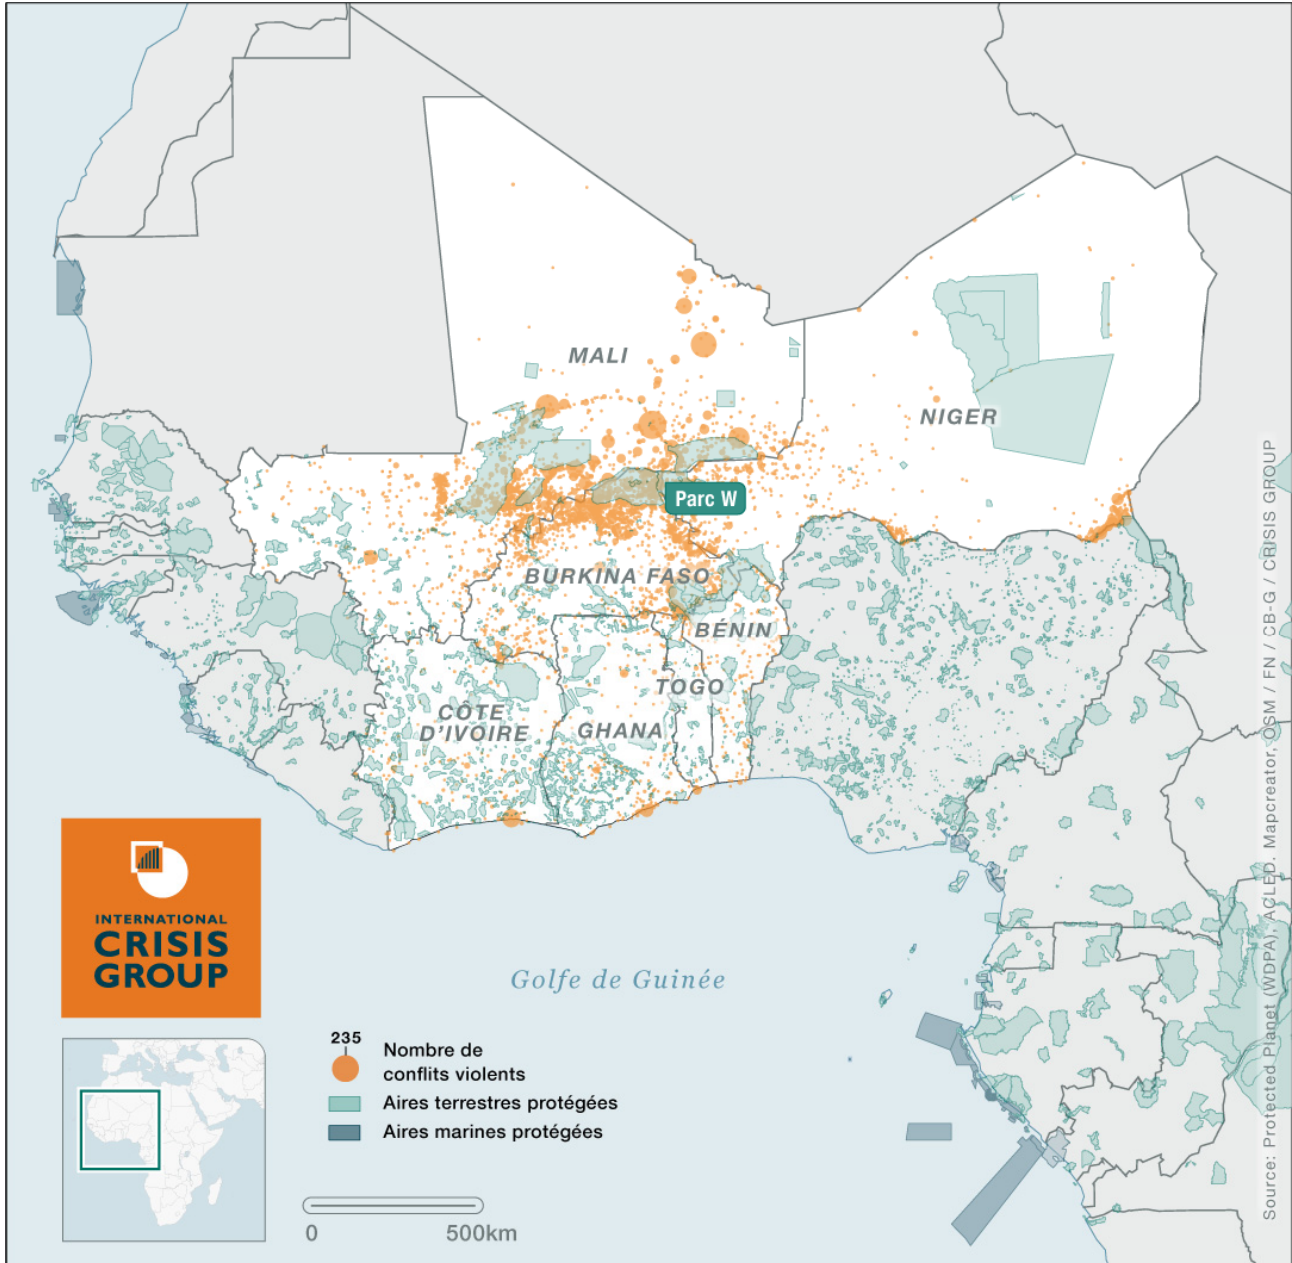 MALI
NIGER
Parc W
BURKINA FASO
BÉNIN
TOGO
CÔTE
D'IVOIRE
GHANA
INTERNATIONAL
CRISIS
GROUP
Golfe de Guinée
235
Nombre de
conflits violents
Aires terrestres protégées
Aires marines protégées
0
500km
Source: Protected Planet (WDPA), ACLED. Mapcreator, OSM / FN / CB-G / CRISIS GROUP